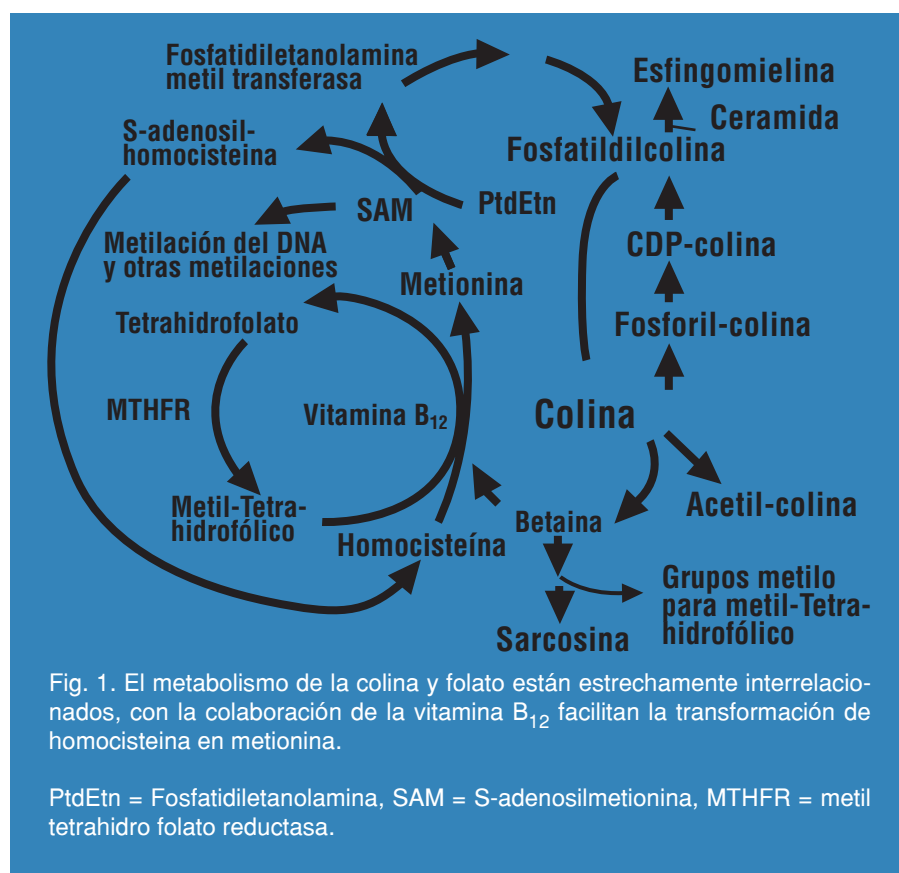 Fosfatidiletanolamina
metil transferasa
Esfingomielina
Ceramida
S-adenosil-
homocisteina
Fosfatildilcolina
SAM
PtdEtn
Metilación del DNA
y otras metilaciones
CDP-colina
Metionina
Tetrahidrofolato
Fosforil-colina
MTHFR
Vitamina B₁₂
Colina
Metil-Tetra-
hidrofólico
Betaina
Acetil-colina
Homocisteína
Grupos metilo
para metil-Tetra-
hidrofólico
Sarcosina
Fig. 1. El metabolismo de la colina y folato están estrechamente interrelacio-
nados, con la colaboración de la vitamina B₁₂ facilitan la transformación de
homocisteina en metionina.
PtdEtn = Fosfatidiletanolamina, SAM = S-adenosilmetionina, MTHFR = metil
tetrahidro folato reductasa.